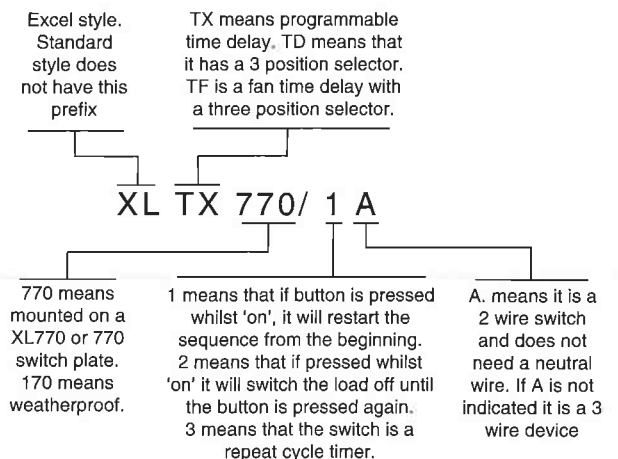 Excel style.
Standard
style does
not have this
prefix
TX means programmable
time delay. TD means that
it has a 3 position selector.
TF is a fan time delay with
a three position selector.
XL TX 770/ 1 A
770 means
mounted on a
XL770 or 770
switch plate.
170 means
weatherproof.
1 means that if button is pressed
whilst 'on', it will restart the
sequence from the beginning.
2 means that if pressed whilst
'on' it will switch the load off until
the button is pressed again.
3 means that the switch is a
repeat cycle timer.
A. means it is a
2 wire switch
and does not
need a neutral
wire. If A is not
indicated it is a 3
wire device